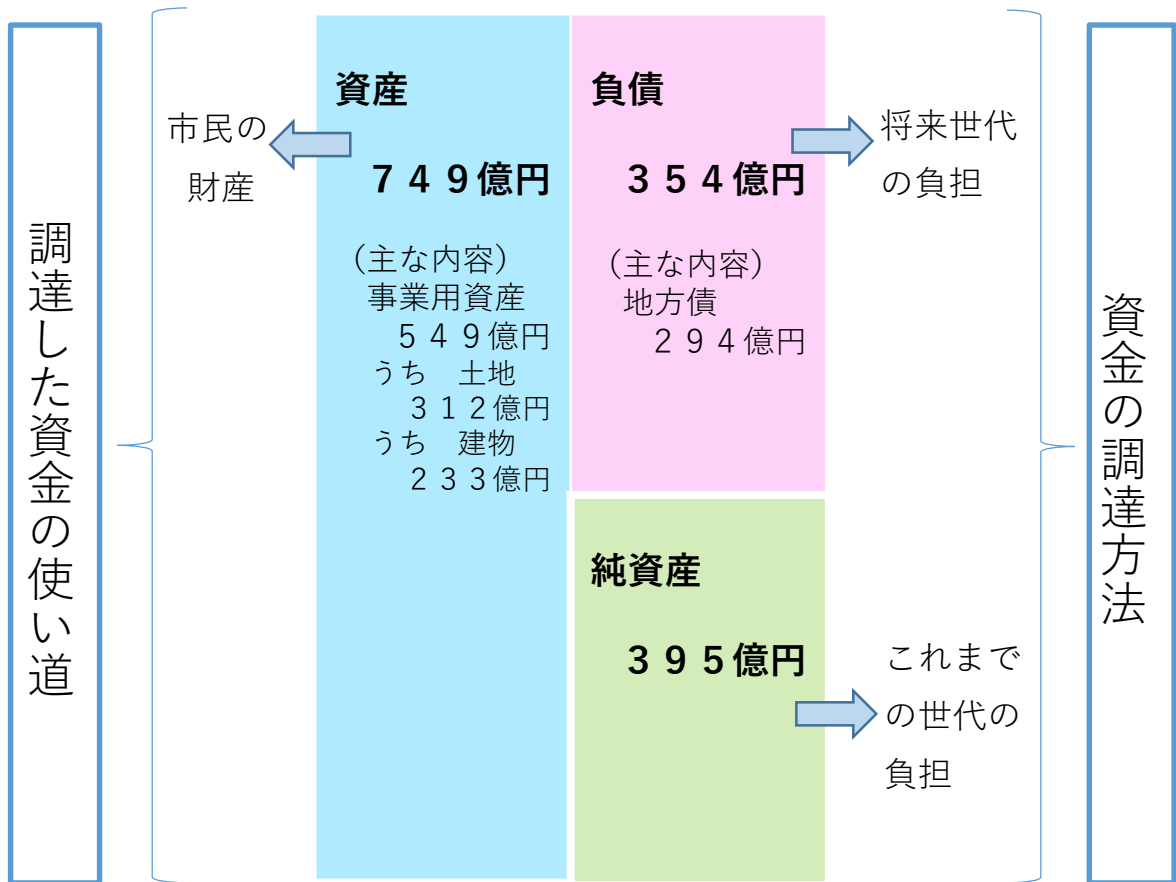 調達した資金の使い道
市民の
財産
資産
７４９億円
（主な内容）
事業用資産
５４９億円
うち　土地
３１２億円
うち　建物
２３３億円
負債
３５４億円
（主な内容）
地方債
２９４億円
将来世代
の負担
純資産
３９５億円
これまで
の世代の
負担
資金の調達方法